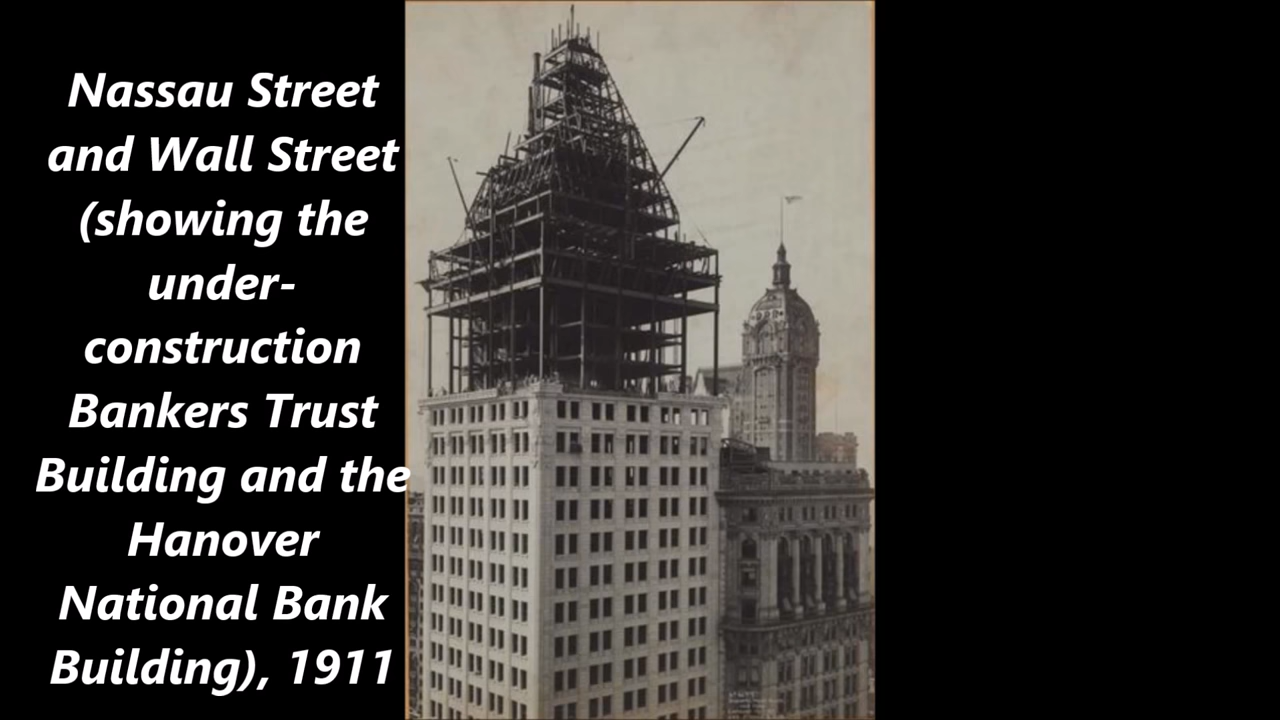 Nassau Street
and Wall Street
(showing the
under-
construction
Bankers Trust
Building and the
Hanover
National Bank
Building), 1911